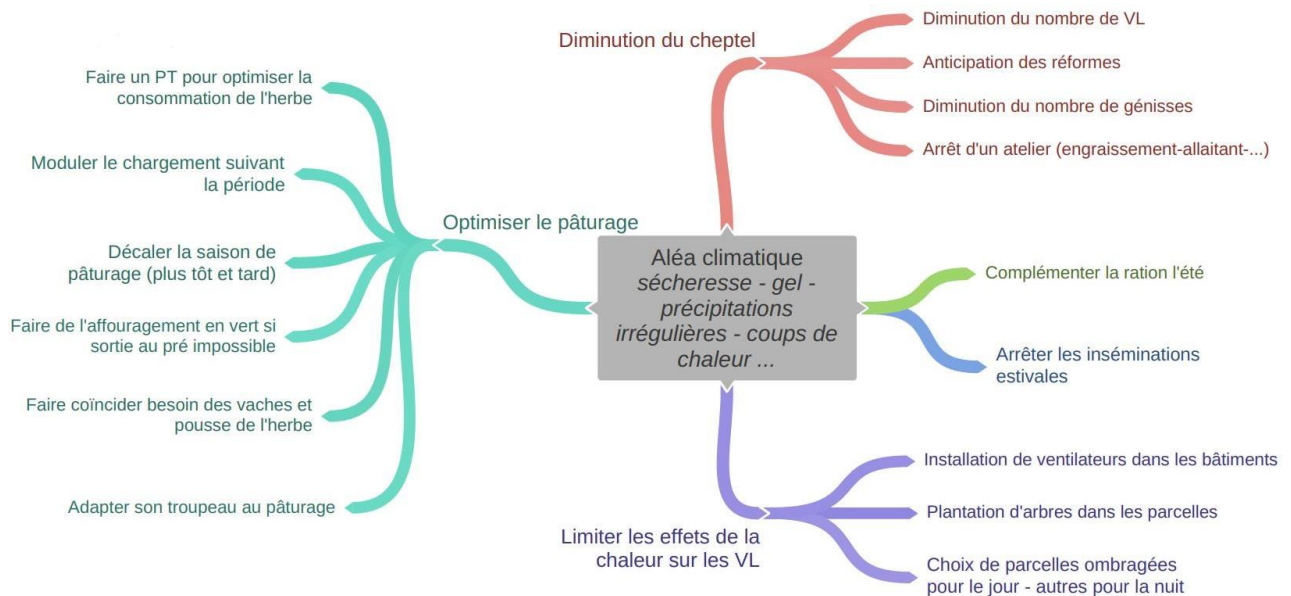 Diminution du cheptel
Diminution du nombre de VL
Anticipation des réformes
Diminution du nombre de génisses
Arrêt d'un atelier (engraissement-allaitant-...)
Faire un PT pour optimiser la
consommation de l'herbe
Moduler le chargement suivant
la période
Décaler la saison de
pâturage (plus tôt et tard)
Faire de l'affouragement en vert si
sortie au pré impossible
Faire coïncider besoin des vaches et
pousse de l'herbe
Adapter son troupeau au pâturage
Optimiser le pâturage
Aléa climatique
sécheresse - gel -
précipitations
irrégulières - coups de
chaleur ...
Complémenter la ration l'été
Arrêter les inséminations
estivales
Limiter les effets de la
chaleur sur les VL
Installation de ventilateurs dans les bâtiments
Plantation d'arbres dans les parcelles
Choix de parcelles ombragées
pour le jour - autres pour la nuit